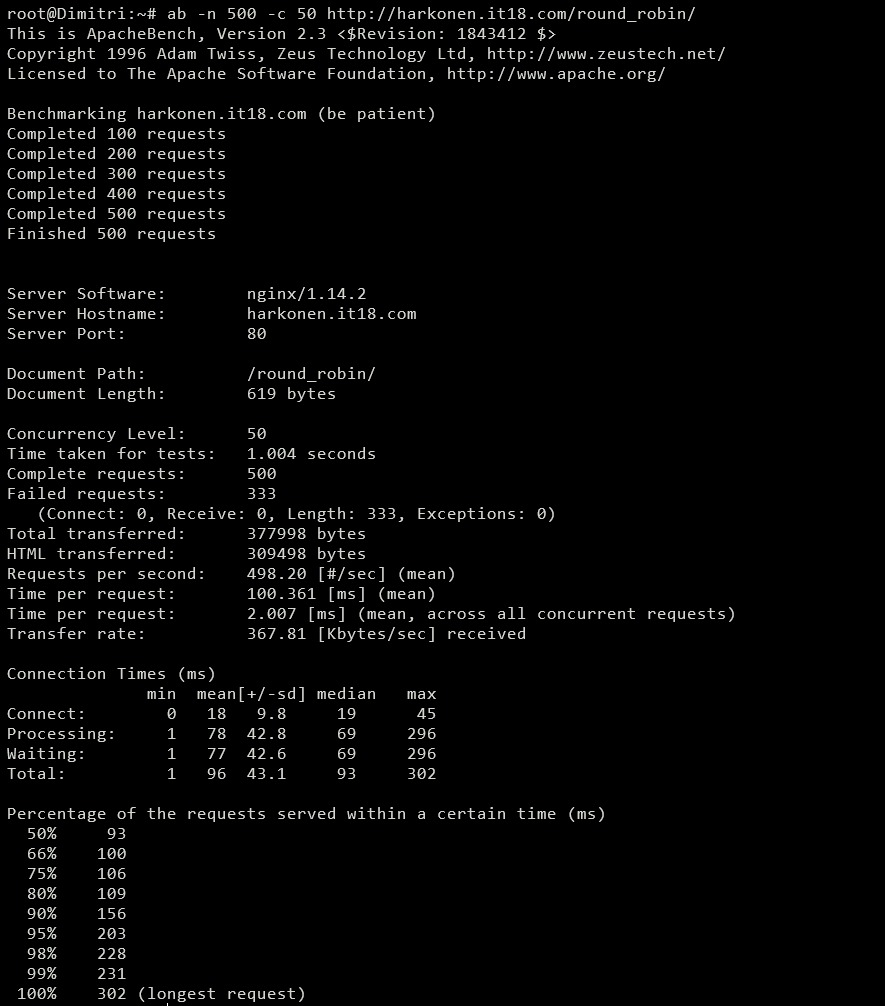 root@Dimitri:~# ab -n 500 -c 50 http://harkonen.it18.com/round_robin/
This is ApacheBench, Version 2.3 <$Revision: 1843412 $>
Copyright 1996 Adam Twiss, Zeus Technology Ltd, http://www.zeustech.net/
Licensed to The Apache Software Foundation, http://www.apache.org/

Benchmarking harkonen.it18.com (be patient)
Completed 100 requests
Completed 200 requests
Completed 300 requests
Completed 400 requests
Completed 500 requests
Finished 500 requests


Server Software:        nginx/1.14.2
Server Hostname:        harkonen.it18.com
Server Port:            80

Document Path:          /round_robin/
Document Length:        619 bytes

Concurrency Level:      50
Time taken for tests:   1.004 seconds
Complete requests:      500
Failed requests:        333
   (Connect: 0, Receive: 0, Length: 333, Exceptions: 0)
Total transferred:      377998 bytes
HTML transferred:       309498 bytes
Requests per second:    498.20 [#/sec] (mean)
Time per request:       100.361 [ms] (mean)
Time per request:       2.007 [ms] (mean, across all concurrent requests)
Transfer rate:          367.81 [Kbytes/sec] received

Connection Times (ms)
              min  mean[+/-sd] median   max
Connect:        0   18   9.8     19      45
Processing:     1   78  42.8     69     296
Waiting:        1   77  42.6     69     296
Total:          1   96  43.1     93     302

Percentage of the requests served within a certain time (ms)
  50%     93
  66%    100
  75%    106
  80%    109
  90%    156
  95%    203
  98%    228
  99%    231
 100%    302 (longest request)